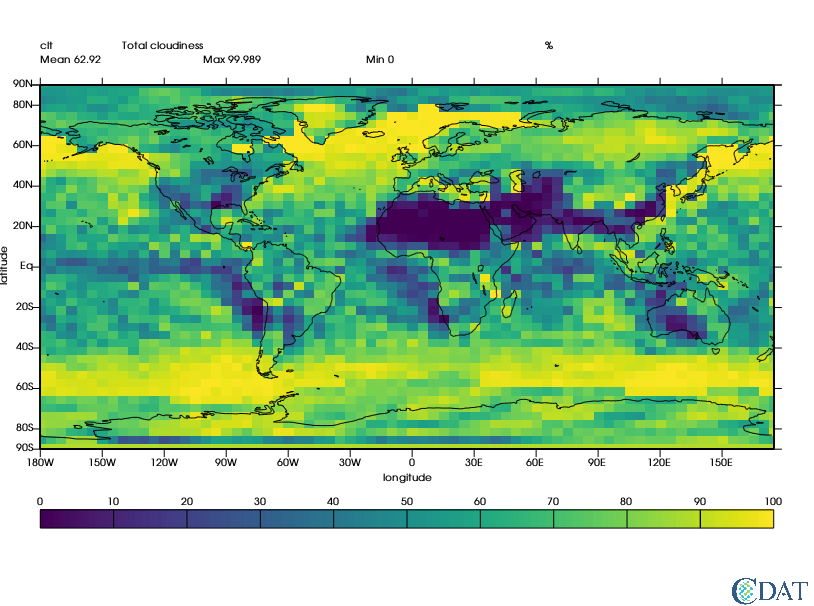 clt Total cloudiness %
Mean 62.92 Max 99.989 Min 0
90N
80N
60N
40N
20N
Eq
20S
40S
60S
80S
90S
latitude
180W 150W 120W 90W 60W 30W 0 30E 60E 90E 120E 150E
longitude
0 10 20 30 40 50 60 70 80 90 100
CDAT